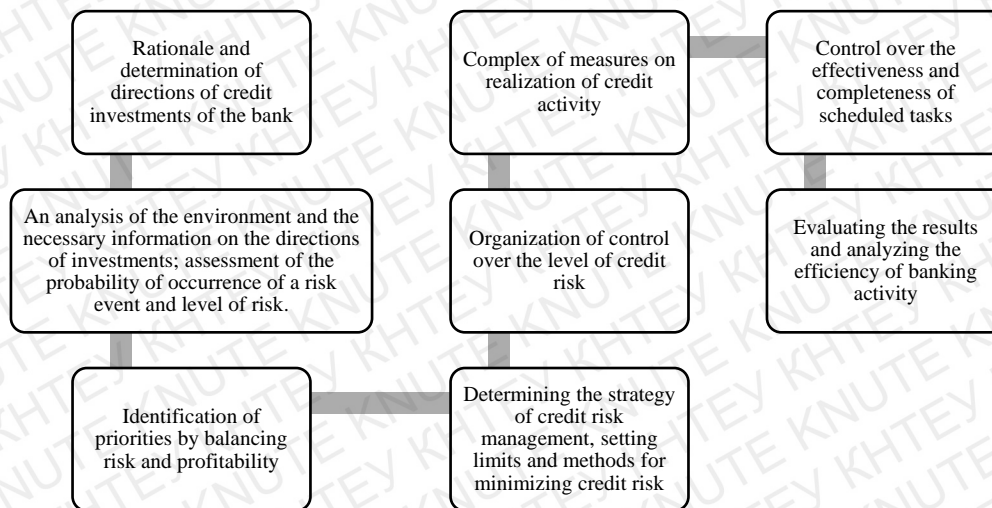 Rationale and
determination of
directions of credit
investments of the bank
An analysis of the environment and the
necessary information on the directions
of investments; assessment of the
probability of occurrence of a risk
event and level of risk.
Identification of
priorities by balancing
risk and profitability
Determining the strategy
of credit risk
management, setting
limits and methods for
minimizing credit risk
Organization of control
over the level of credit
risk
Complex of measures on
realization of credit
activity
Control over the
effectiveness and
completeness of
scheduled tasks
Evaluating the results
and analyzing the
efficiency of banking
activity
KNUTE КНТЕУ